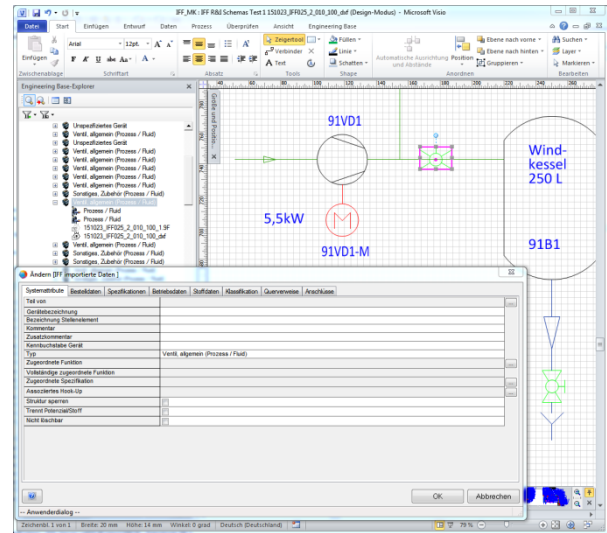 JFF_MK : IFF R&I Schemas Test 1 151023_JFF025_2_010_100_dxf (Design-Modus) - Microsoft Visio
Datei Start Einfügen Entwurf Daten Prozess Überprüfen Ansicht Engineering Base
Arial 12pt. Zeigertool Füllen Ebene nach vorne Suchen
Einfügen Verbinder Linie Automatische Ausrichtung und Abstände Position Ebene nach hinten Layer
F K U abc Aa A Text Schatten Gruppieren Markieren
Zwischenablage Schriftart Absatz Tools Shape Anordnen Bearbeiten
Engineering Base-Explorer
Größe und Positio...
Unspezifiziertes Gerät
Ventil, allgemein (Prozess / Fluid)
Unspezifiziertes Gerät
Ventil, allgemein (Prozess / Fluid)
Ventil, allgemein (Prozess / Fluid)
Ventil, allgemein (Prozess / Fluid)
Ventil, allgemein (Prozess / Fluid)
Sonstiges, Zubehör (Prozess / Fluid)
Ventil, allgemein (Prozess / Fluid)
Prozess / Fluid
Prozess / Fluid
151023_JFF025_2_010_100_1.9F
151023_JFF025_2_010_100_dxf
Ventil, allgemein (Prozess / Fluid)
Sonstiges, Zubehör (Prozess / Fluid)
Sonstiges, Zubehör (Prozess / Fluid)
91VD1
Wind-
kessel
250 L
5,5kW
M
91VD1-M
91B1
Ändern [IFF importierte Daten ]
Systemattribute Bestelldaten Spezifikationen Betriebsdaten Stoffdaten Klassifikation Querverweise Anschlüsse
Teil von
Gerätebezeichnung
Bezeichnung Stellenelement
Kommentar
Zusatzkommentar
Kennbuchstabe Gerät
Typ Ventil, allgemein (Prozess / Fluid)
Zugeordnete Funktion
Vollständige zugeordnete Funktion
Zugeordnete Spezifikation
Assoziiertes Hook-Up
Struktur sperren
Trennt Potenzial/Stoff
Nicht löschbar
OK Abbrechen
-- Anwenderdialog --
Zeichenbl. 1 von 1 Breite: 20 mm Höhe: 14 mm Winkel: 0 grad Deutsch (Deutschland) 79 %